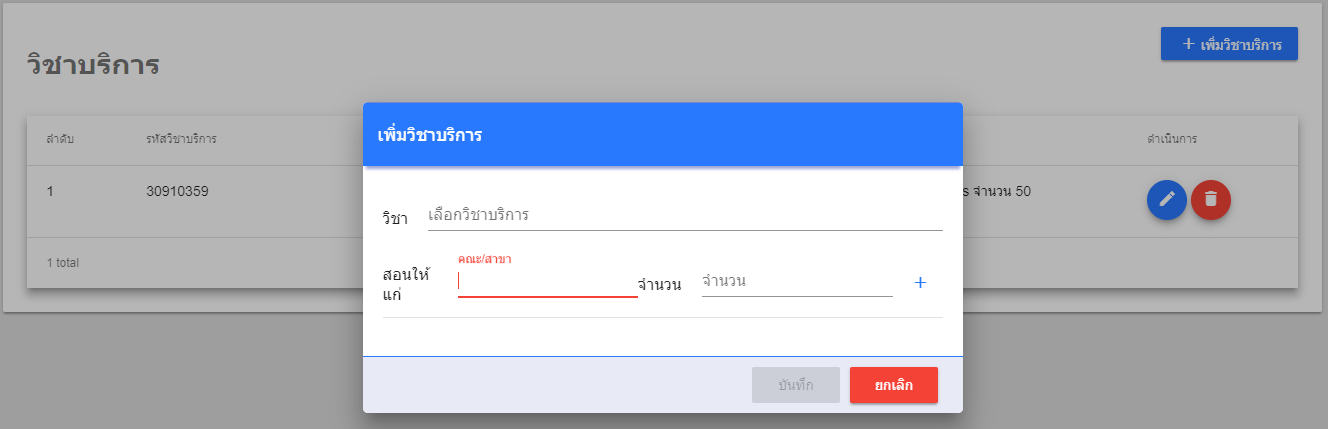 + เพิ่มวิชาบริการ
วิชาบริการ
เพิ่มวิชาบริการ
ลำดับ รหัสวิชาบริการ ดำเนินการ
1 30910359 s จำนวน 50
วิชา เลือกวิชาบริการ
1 total
คณะ/สาขา
สอนให้
แก่
จำนวน จำนวน +
บันทึก ยกเลิก